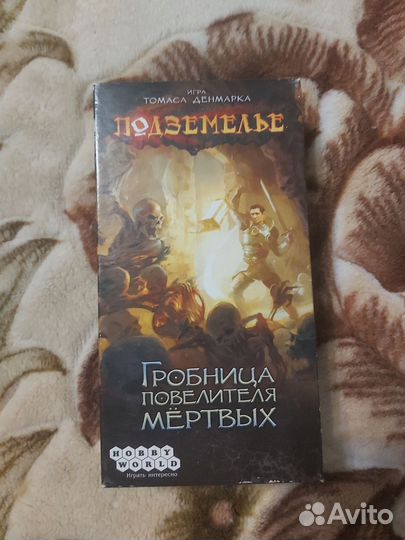 ИГРА
ТОМАСА ДЕНМАРКА
ПОДЗЕМЕЛЬЕ
ГРОБНИЦА
ПОВЕЛИТЕЛЯ
МЁРТВЫХ
HOBBY
WORLD
Играть интересно
Avito